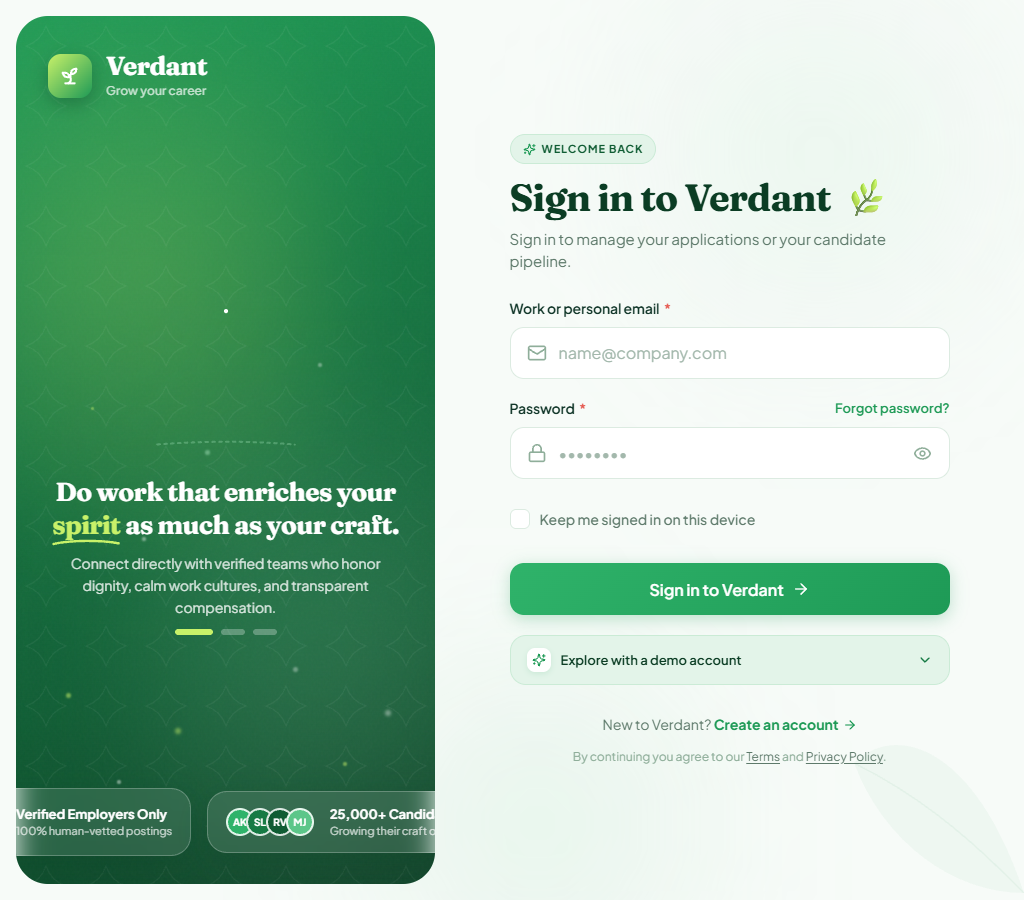 Verdant
Grow your career
Do work that enriches your
spirit as much as your craft.
Connect directly with verified teams who honor
dignity, calm work cultures, and transparent
compensation.
Verified Employers Only
100% human-vetted postings
AK SL RV MJ
25,000+
Growing their craft
WELCOME BACK
Sign in to Verdant
Sign in to manage your applications or your candidate
pipeline.
Work or personal email *
name@company.com
Password *
Forgot password?
Keep me signed in on this device
Sign in to Verdant →
Explore with a demo account
New to Verdant? Create an account →
By continuing you agree to our Terms and Privacy Policy.